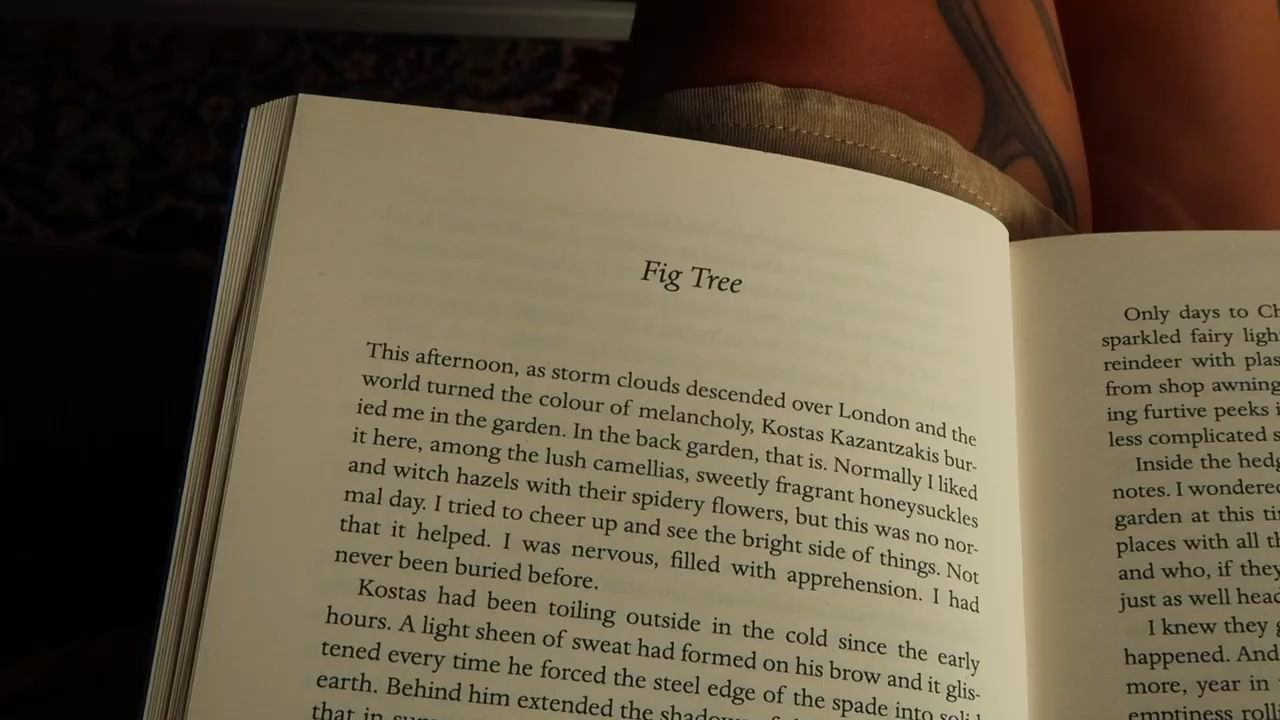 Fig Tree
This afternoon, as storm clouds descended over London and the
world turned the colour of melancholy, Kostas Kazantzakis bur-
ied me in the garden. In the back garden, that is. Normally I liked
it here, among the lush camellias, sweetly fragrant honeysuckles
and witch hazels with their spidery flowers, but this was no nor-
mal day. I tried to cheer up and see the bright side of things. Not
that it helped. I was nervous, filled with apprehension. I had
never been buried before.
Kostas had been toiling outside in the cold since the early
hours. A light sheen of sweat had formed on his brow and it glis-
tened every time he forced the steel edge of the spade into solid
earth. Behind him extended the
that in
Only days to
sparkled fairy
reindeer with
from shop
ing furtive peeks
less complicated
Inside the
notes. I
garden at this
places with all
and who, if they
just as well
I knew they
happened. And
more, year in
emptiness